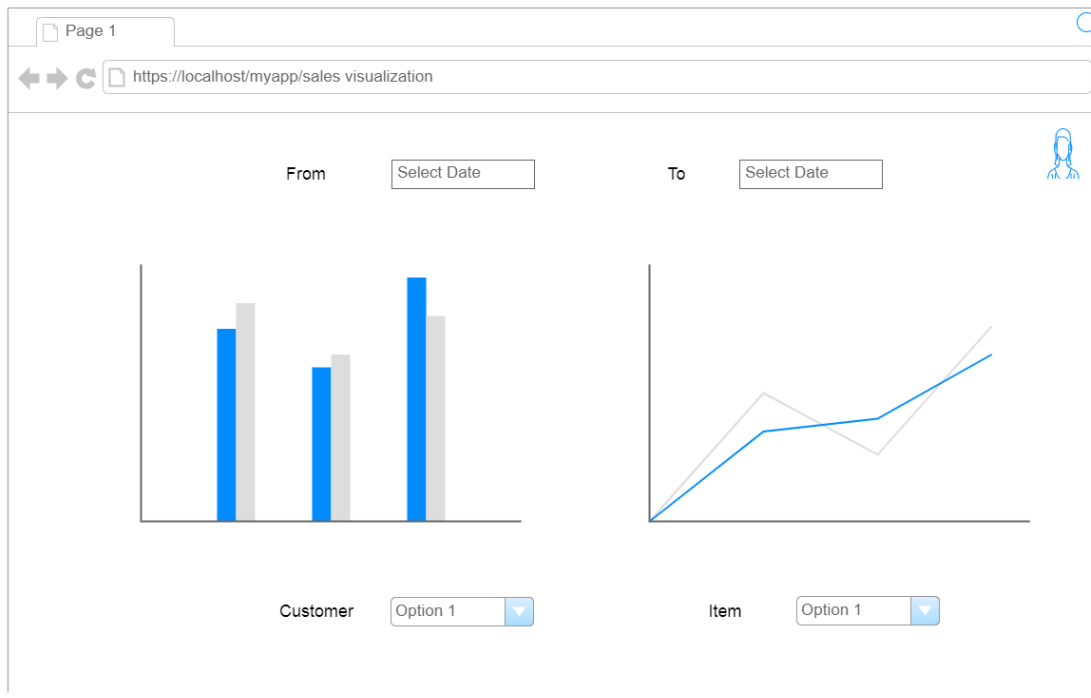 Page 1
https://localhost/myapp/sales visualization
From Select Date To Select Date
Customer Option 1 Item Option 1